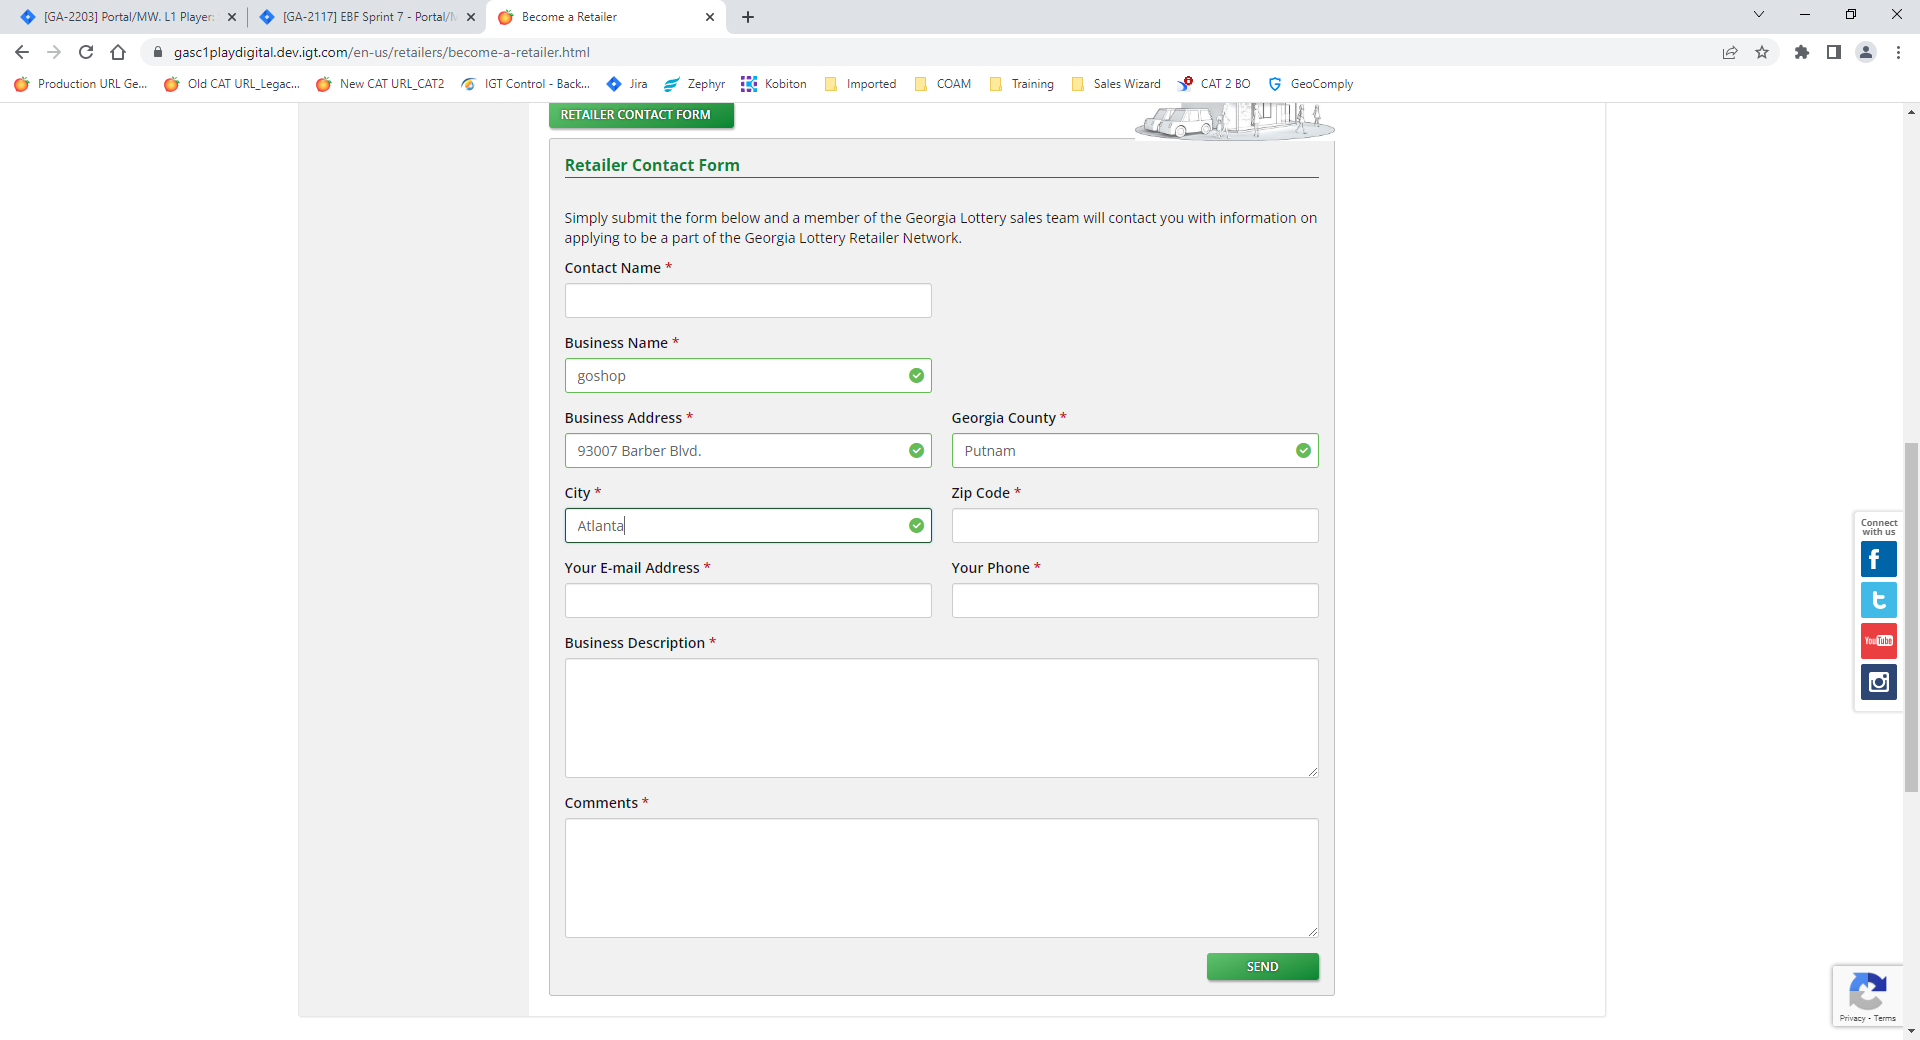 [GA-2203] Portal/MW. L1 Player:
[GA-2117] EBF Sprint 7 - Portal/M
Become a Retailer
gasc1playdigital.dev.igt.com/en-us/retailers/become-a-retailer.html
Production URL Ge...
Old CAT URL_Legac...
New CAT URL_CAT2
IGT Control - Back...
Jira
Zephyr
Kobiton
Imported
COAM
Training
Sales Wizard
CAT 2 BO
GeoComply
RETAILER CONTACT FORM
Retailer Contact Form
Simply submit the form below and a member of the Georgia Lottery sales team will contact you with information on
applying to be a part of the Georgia Lottery Retailer Network.
Contact Name *
Business Name *
goshop
Business Address *
Georgia County *
93007 Barber Blvd.
Putnam
City *
Zip Code *
Atlanta
Your E-mail Address *
Your Phone *
Business Description *
Comments *
SEND
Connect
with us
You Tube
Privacy - Terms